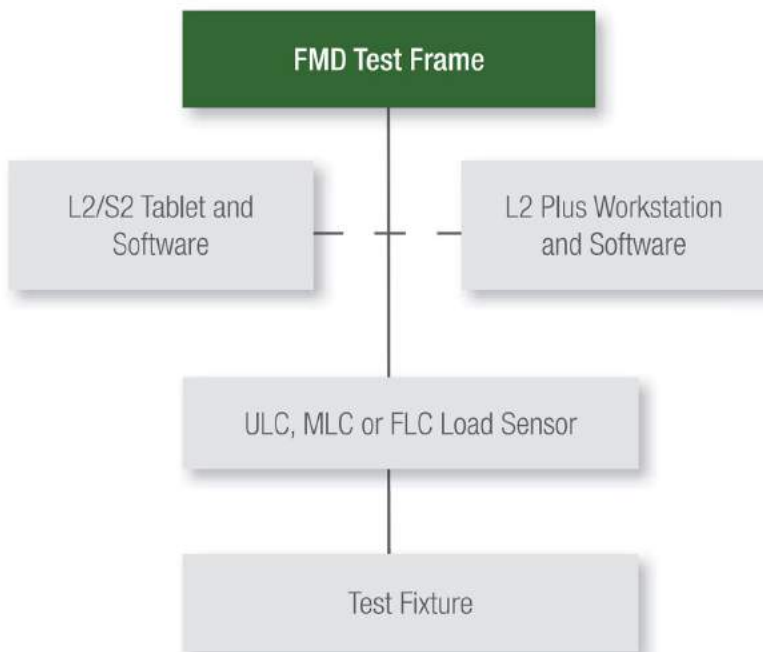 FMD Test Frame
L2/S2 Tablet and
Software
L2 Plus Workstation
and Software
ULC, MLC or FLC Load Sensor
Test Fixture